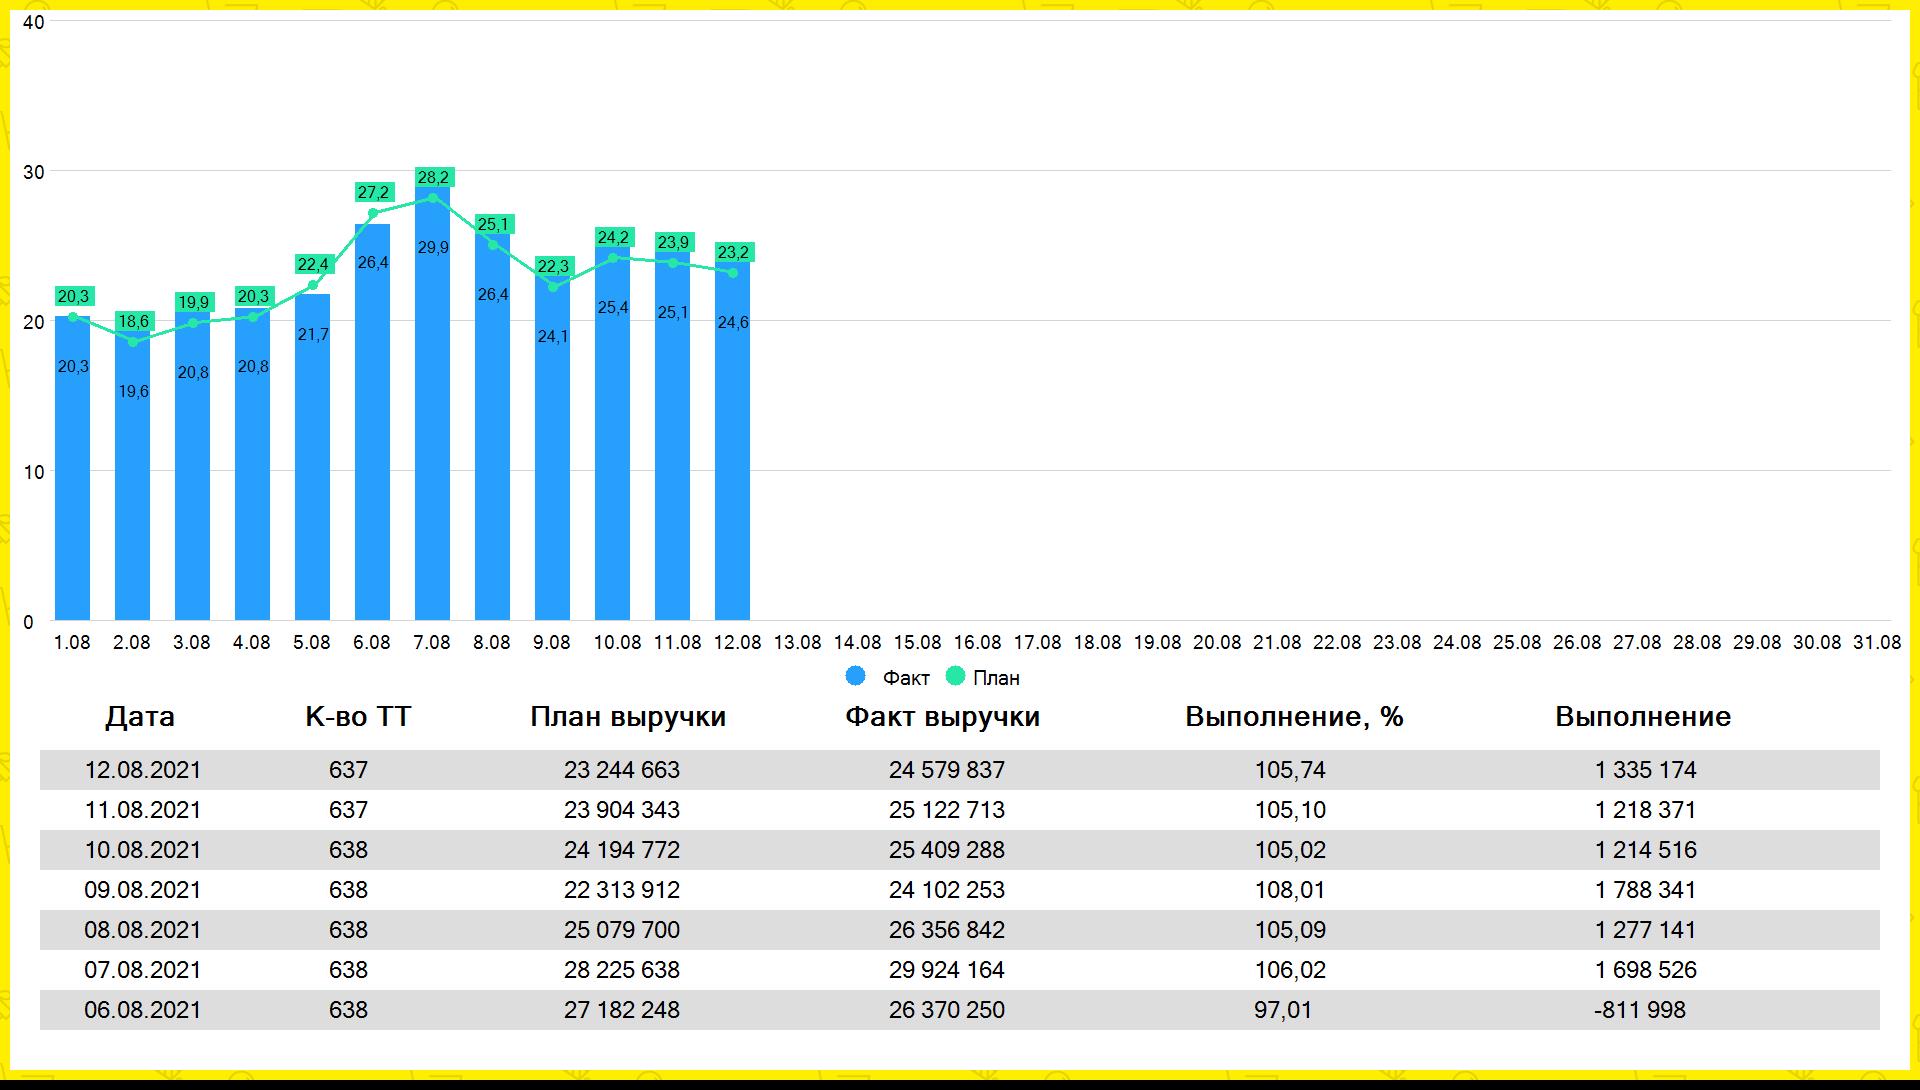 40
30
20
10
0
20,3 18,6 19,9 20,3 22,4 27,2 28,2 25,1 22,3 24,2 23,9 23,2
20,3 19,6 20,8 20,8 21,7 26,4 29,9 26,4 24,1 25,4 25,1 24,6
1.08 2.08 3.08 4.08 5.08 6.08 7.08 8.08 9.08 10.08 11.08 12.08 13.08 14.08 15.08 16.08 17.08 18.08 19.08 20.08 21.08 22.08 23.08 24.08 25.08 26.08 27.08 28.08 29.08 30.08 31.08
Факт План
Дата К-во ТТ План выручки Факт выручки Выполнение, % Выполнение
12.08.2021 637 23 244 663 24 579 837 105,74 1 335 174
11.08.2021 637 23 904 343 25 122 713 105,10 1 218 371
10.08.2021 638 24 194 772 25 409 288 105,02 1 214 516
09.08.2021 638 22 313 912 24 102 253 108,01 1 788 341
08.08.2021 638 25 079 700 26 356 842 105,09 1 277 141
07.08.2021 638 28 225 638 29 924 164 106,02 1 698 526
06.08.2021 638 27 182 248 26 370 250 97,01 -811 998